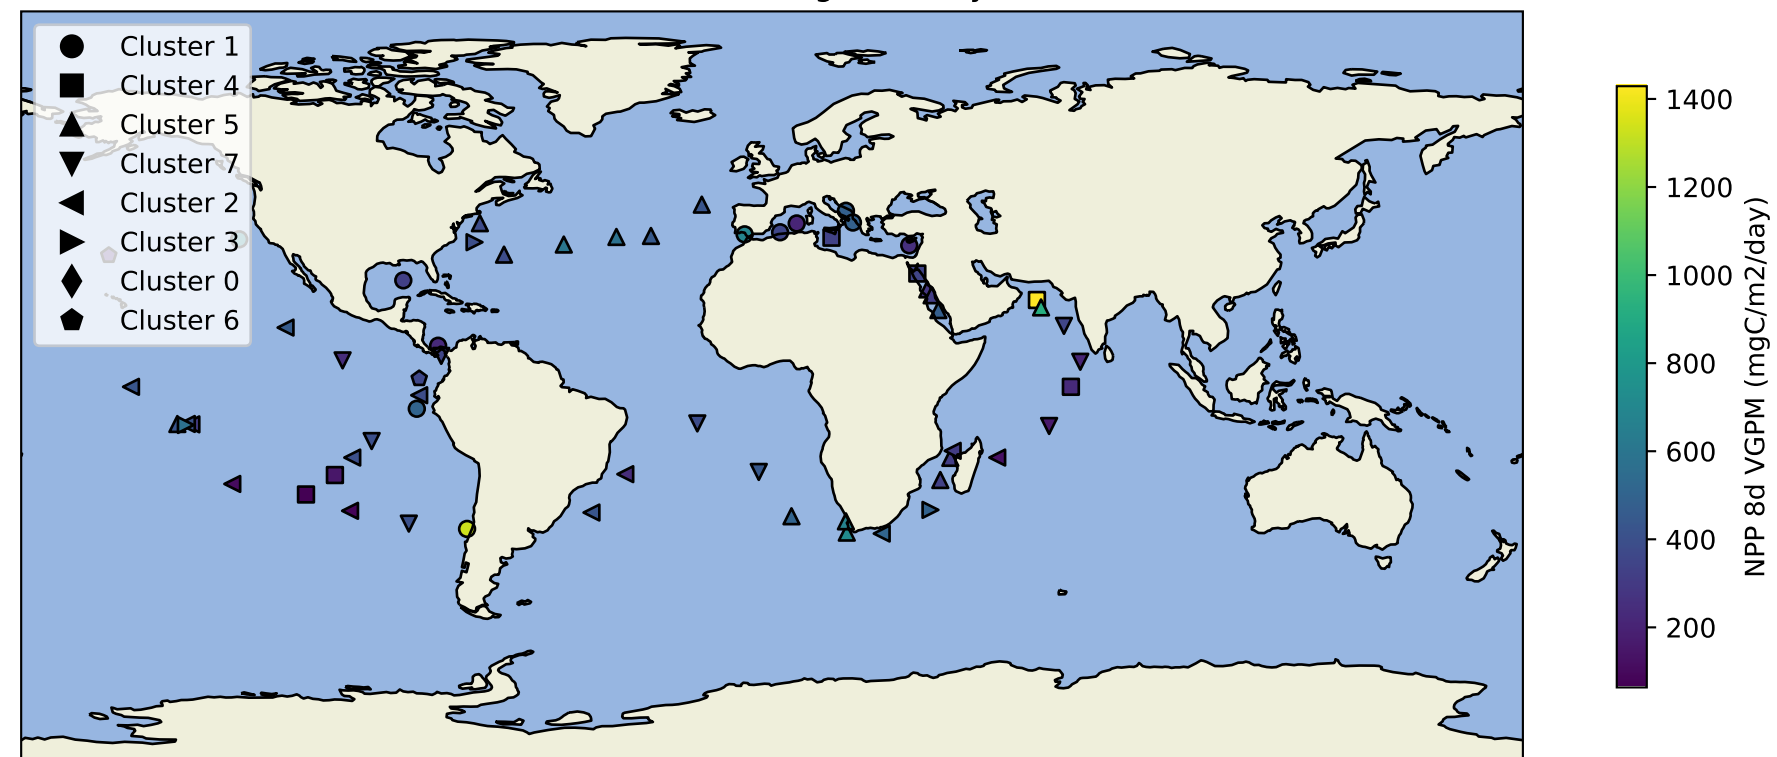 Cluster 1
Cluster 4
Cluster 5
Cluster 7
Cluster 2
Cluster 3
Cluster 0
Cluster 6
1400
1200
1000
800
600
400
200
NPP 8d VGPM (mgC/m2/day)